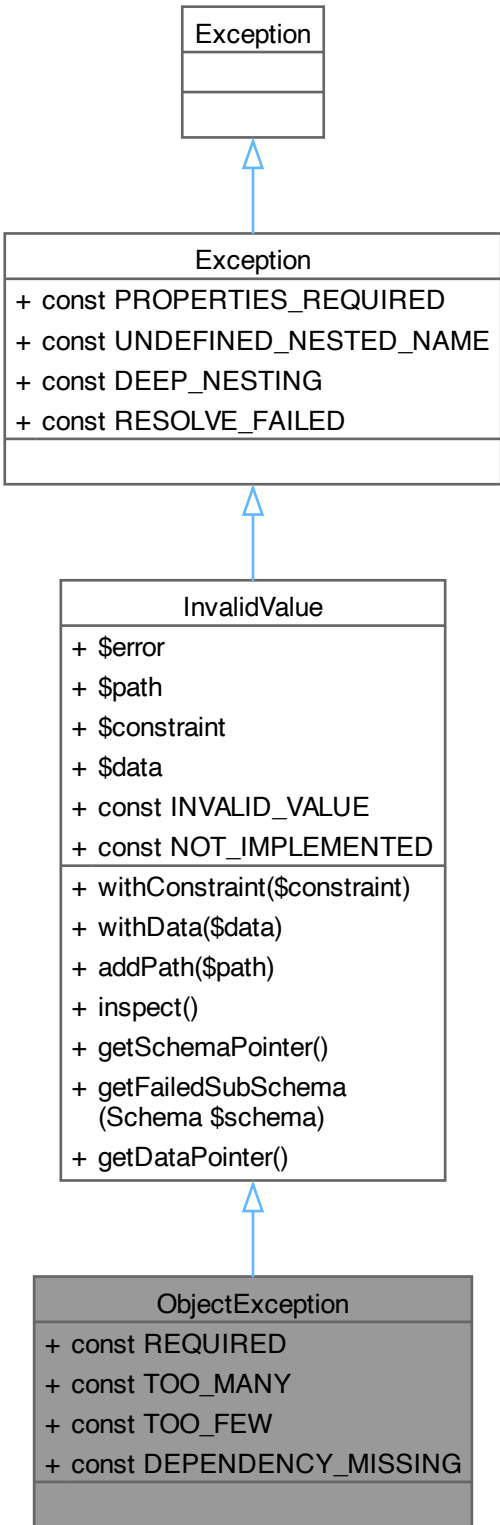 Exception
Exception
+ const PROPERTIES_REQUIRED
+ const UNDEFINED_NESTED_NAME
+ const DEEP_NESTING
+ const RESOLVE_FAILED
InvalidValue
+ $error
+ $path
+ $constraint
+ $data
+ const INVALID_VALUE
+ const NOT_IMPLEMENTED
+ withConstraint($constraint)
+ withData($data)
+ addPath($path)
+ inspect()
+ getSchemaPointer()
+ getFailedSubSchema
(Schema $schema)
+ getDataPointer()
ObjectException
+ const REQUIRED
+ const TOO_MANY
+ const TOO_FEW
+ const DEPENDENCY_MISSING